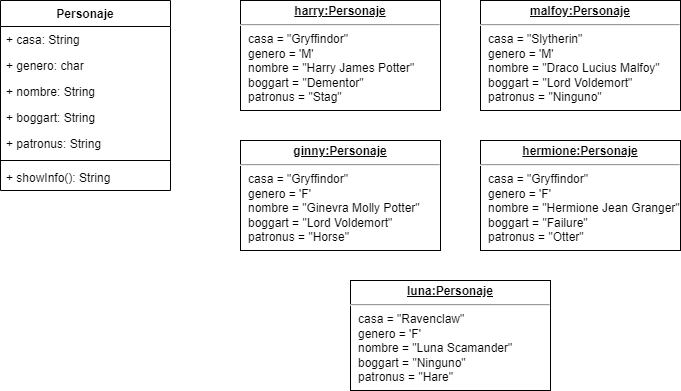 Personaje
+ casa: String
+ genero: char
+ nombre: String
+ boggart: String
+ patronus: String
+ showInfo(): String
harry:Personaje
casa = "Gryffindor"
genero = 'M'
nombre = "Harry James Potter"
boggart = "Dementor"
patronus = "Stag"
malfoy:Personaje
casa = "Slytherin"
genero = 'M'
nombre = "Draco Lucius Malfoy"
boggart = "Lord Voldemort"
patronus = "Ninguno"
ginny:Personaje
casa = "Gryffindor"
genero = 'F'
nombre = "Ginevra Molly Potter"
boggart = "Lord Voldemort"
patronus = "Horse"
hermione:Personaje
casa = "Gryffindor"
genero = 'F'
nombre = "Hermione Jean Granger"
boggart = "Failure"
patronus = "Otter"
luna:Personaje
casa = "Ravenclaw"
genero = 'F'
nombre = "Luna Scamander"
boggart = "Ninguno"
patronus = "Hare"